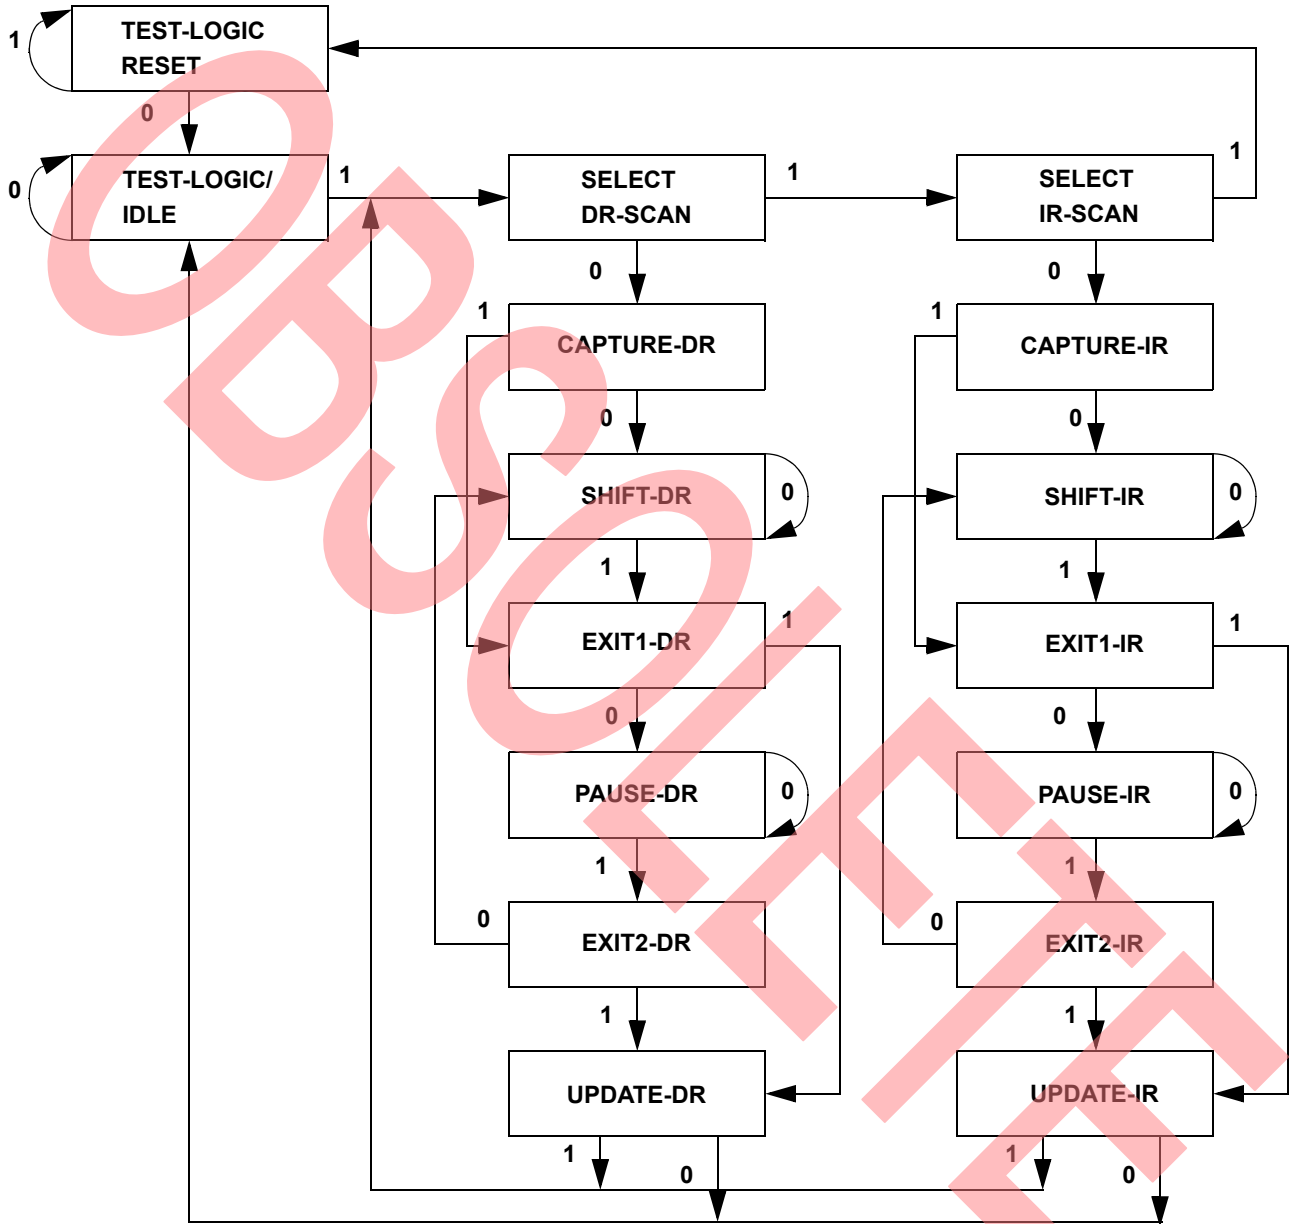 TEST-LOGIC
RESET
1
0
TEST-LOGIC/
IDLE
0
1
SELECT
DR-SCAN
1
SELECT
IR-SCAN
1
0
0
1
CAPTURE-DR
1
CAPTURE-IR
0
0
SHIFT-DR
0
SHIFT-IR
0
1
1
EXIT1-DR
1
EXIT1-IR
1
0
0
PAUSE-DR
0
PAUSE-IR
0
1
1
0
EXIT2-DR
0
EXIT2-IR
1
1
UPDATE-DR
UPDATE-IR
1
0
1
0
OBSOLETE